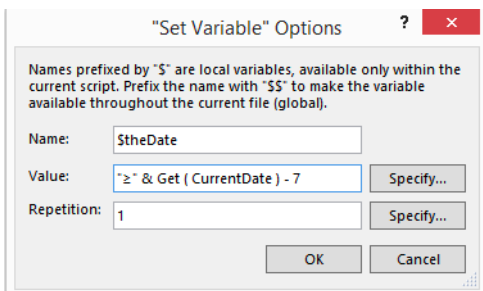 "Set Variable" Options
? ×
Names prefixed by "$" are local variables, available only within the
current script. Prefix the name with "$$" to make the variable
available throughout the current file (global).
Name: $theDate
Value: "≥" & Get ( CurrentDate ) - 7 Specify...
Repetition: 1 Specify...
OK Cancel